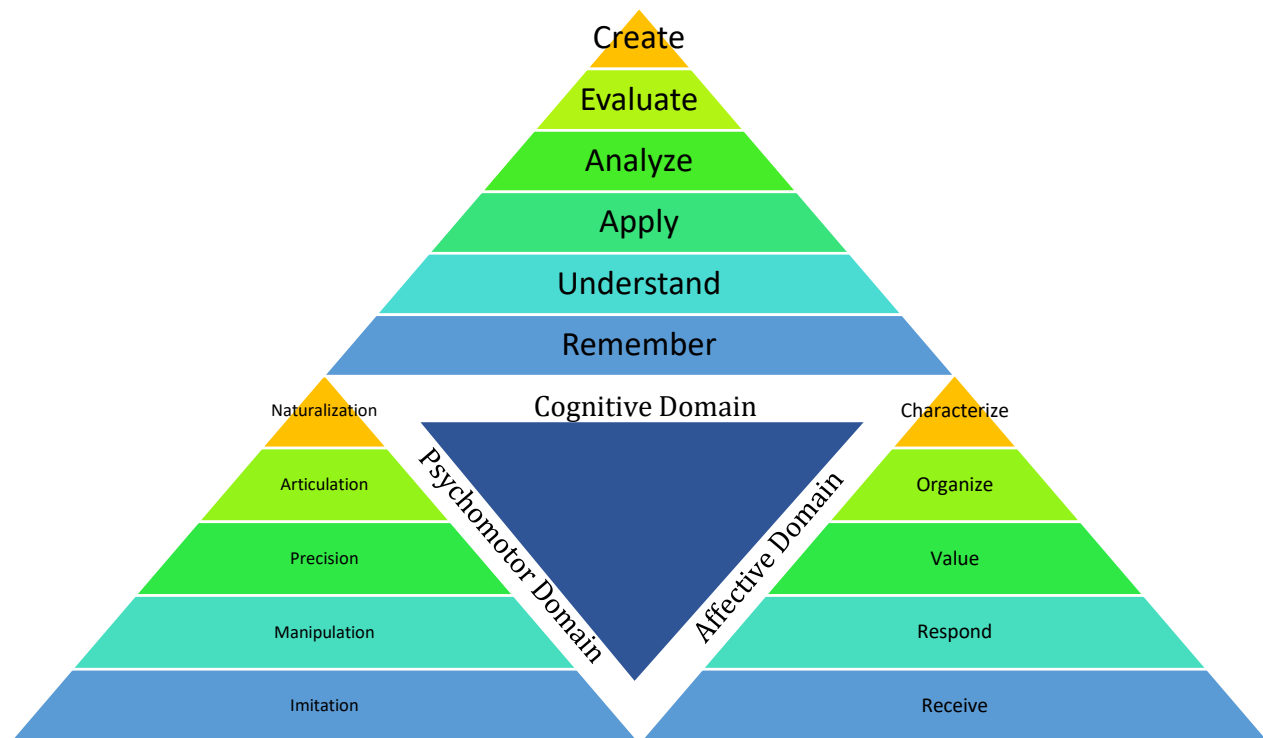 Create
Evaluate
Analyze
Apply
Understand
Remember
Cognitive Domain
Naturalization
Articulation
Precision
Manipulation
Imitation
Psychomotor Domain
Affective Domain
Characterize
Organize
Value
Respond
Receive